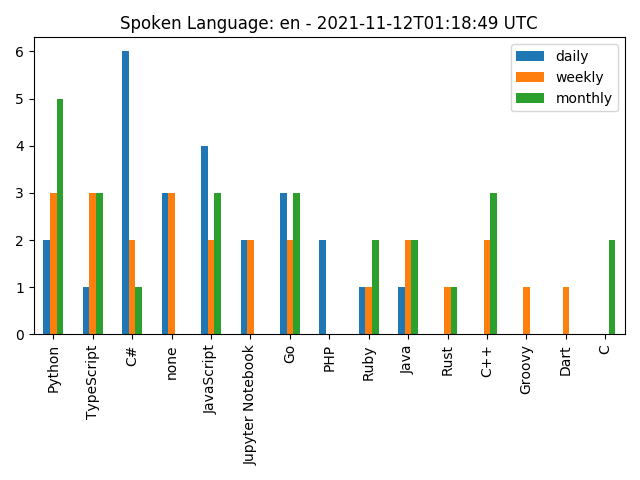 Spoken Language: en - 2021-11-12T01:18:49 UTC
daily
weekly
monthly
6
5
4
3
2
1
0
Python
TypeScript
C#
none
JavaScript
Jupyter Notebook
Go
PHP
Ruby
Java
Rust
C++
Groovy
Dart
C